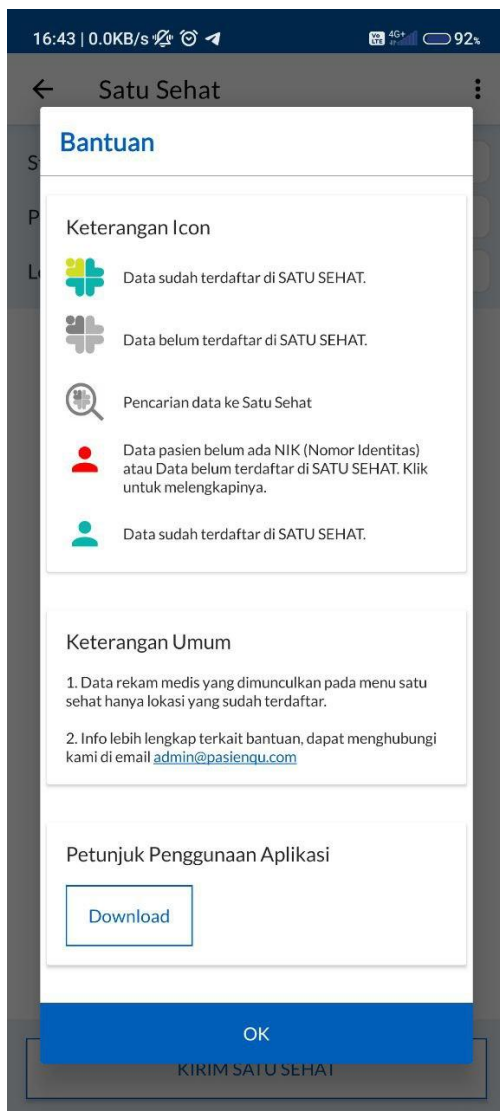 16:43 | 0.0KB/s
Vo LTE 4G+ 92%
Satu Sehat
Bantuan
S
P
L
Keterangan Icon
Data sudah terdaftar di SATU SEHAT.
Data belum terdaftar di SATU SEHAT.
Pencarian data ke Satu Sehat
Data pasien belum ada NIK (Nomor Identitas)
atau Data belum terdaftar di SATU SEHAT. Klik
untuk melengkapinya.
Data sudah terdaftar di SATU SEHAT.
Keterangan Umum
1. Data rekam medis yang dimunculkan pada menu satu
sehat hanya lokasi yang sudah terdaftar.
2. Info lebih lengkap terkait bantuan, dapat menghubungi
kami di email admin@pasienqu.com
Petunjuk Penggunaan Aplikasi
Download
OK
KIRIM SATU SEHAT